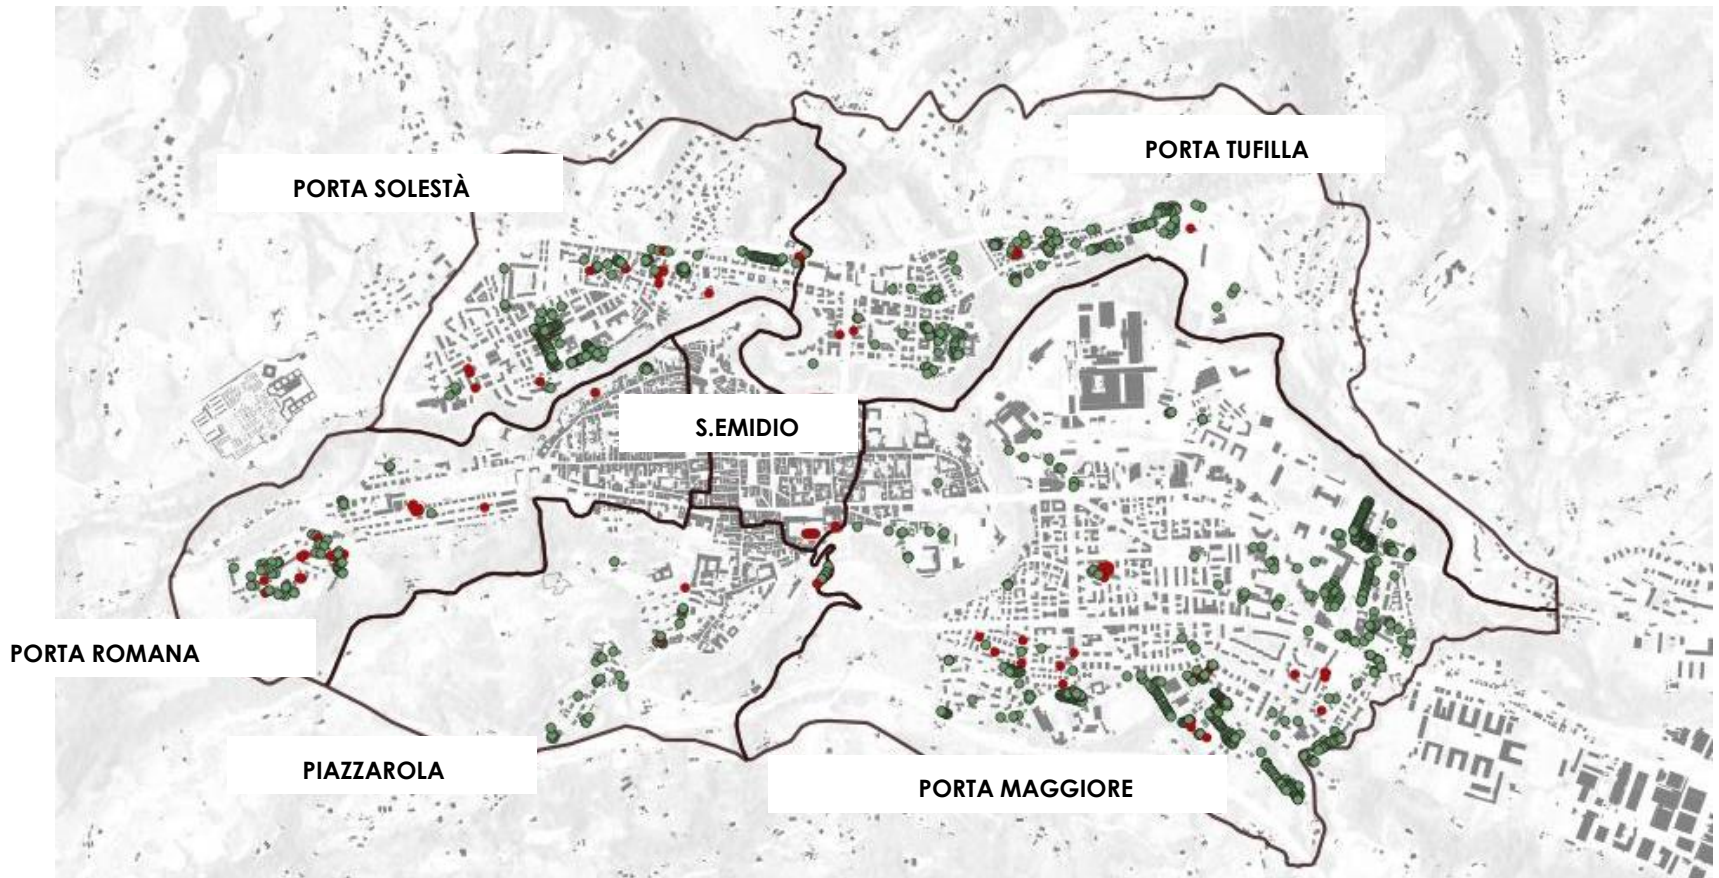 PORTA TUFILLA
PORTA SOLESTÀ
S.EMIDIO
PORTA ROMANA
PIAZZAROLA
PORTA MAGGIORE